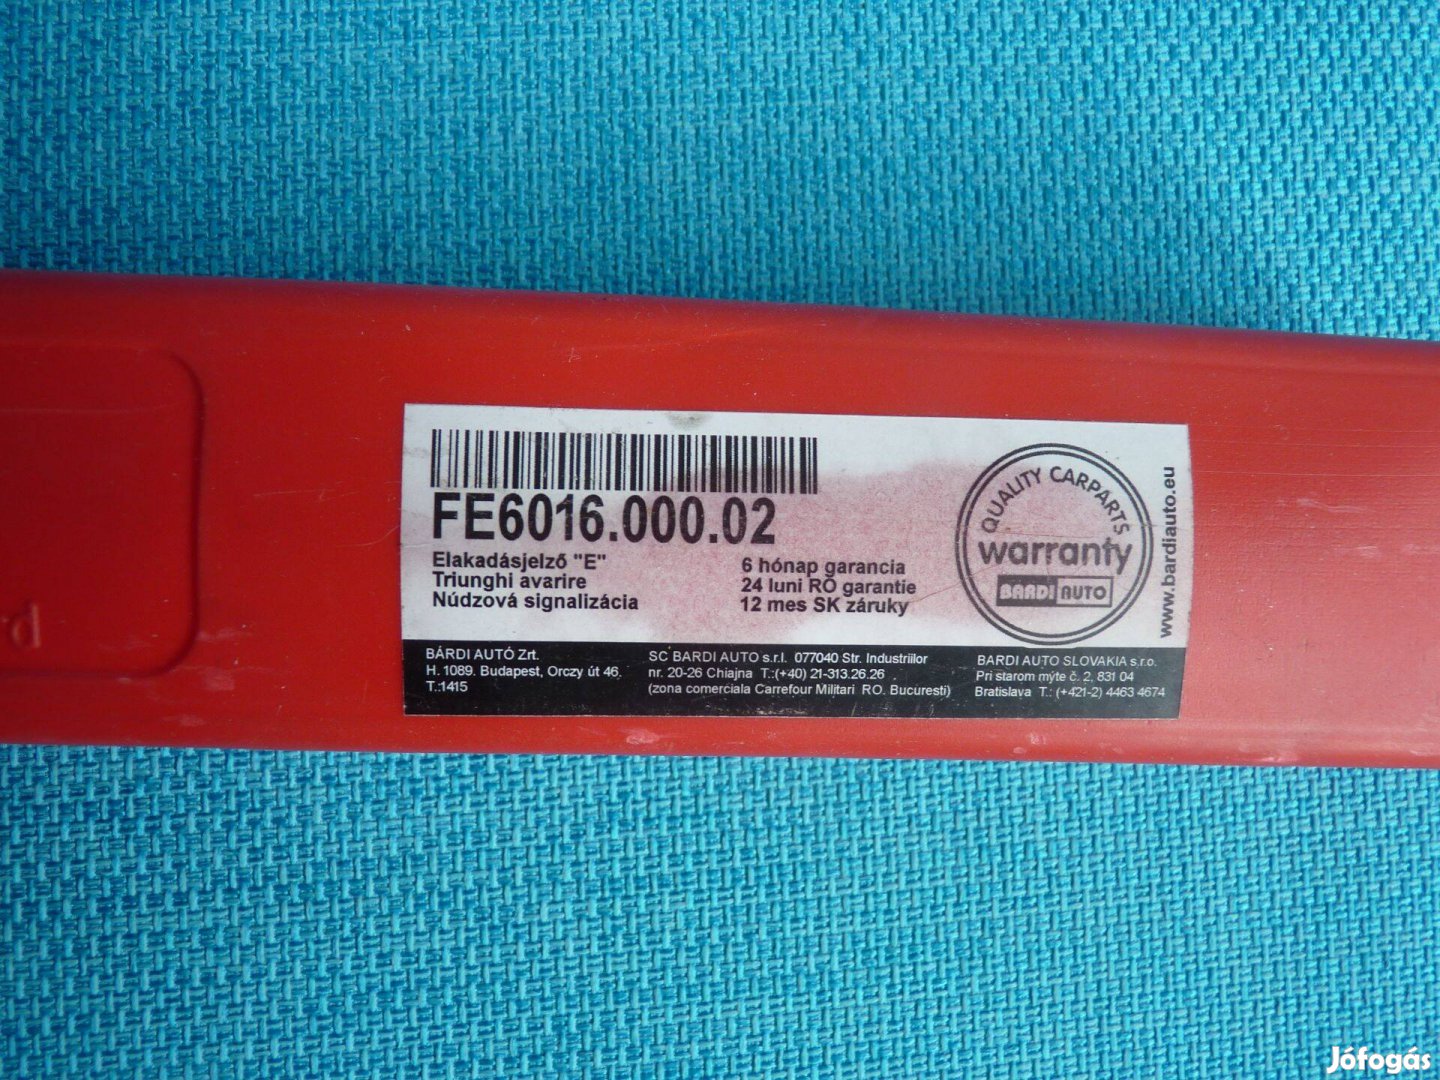 FE6016.000.02
Elakadásjelző "E"
Triunghi avarire
Núdzová signalizácia
6 hónap garancia
24 luni RO garantie
12 mes SK záruky
QUALITY CARPARTS
warranty
BARDI AUTO
www.bardiauto.eu
BÁRDI AUTÓ Zrt.
H. 1089. Budapest, Orczy út 46.
T.:1415
SC BARDI AUTO s.r.l. 077040 Str. Industriilor
nr. 20-26 Chiajna T.:(+40) 21-313.26.26
(zona comerciala Carrefour Militari RO. Bucuresti)
BARDI AUTO SLOVAKIA s.r.o.
Pri starom mýte č. 2, 831 04
Bratislava T.: (+421-2) 4463 4674
Jófogás